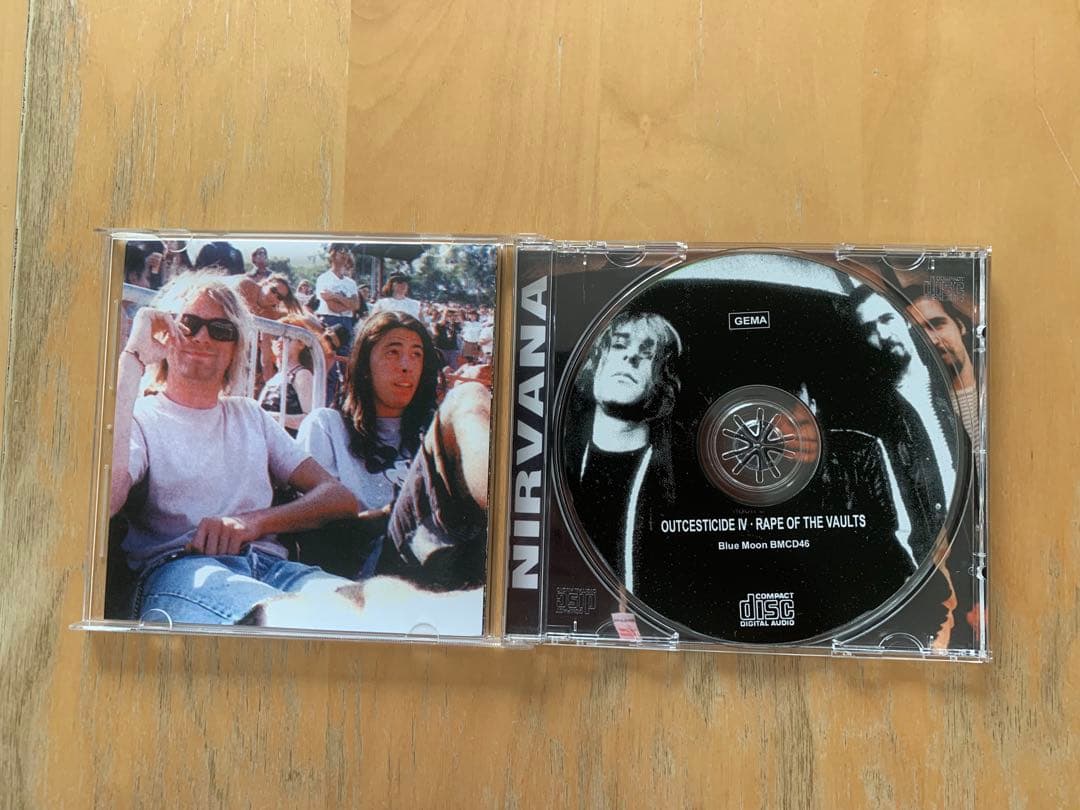 NIRVANA
GEMA
OUTCESTICIDE IV · RAPE OF THE VAULTS
Blue Moon BMCD46
COMPACT
disc
DIGITAL AUDIO